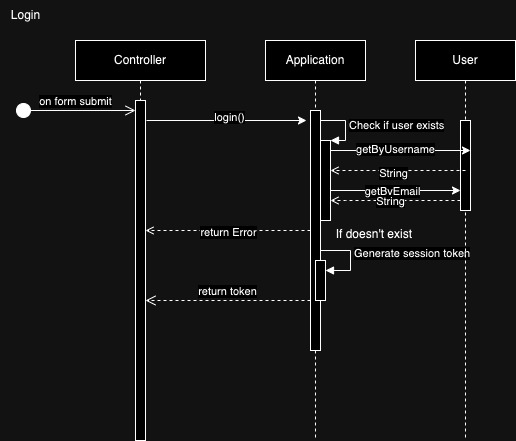 Login
Controller
Application
User
on form submit
login()
Check if user exists
getByUsername
String
getByEmail
String
return Error
If doesn't exist
Generate session token
return token